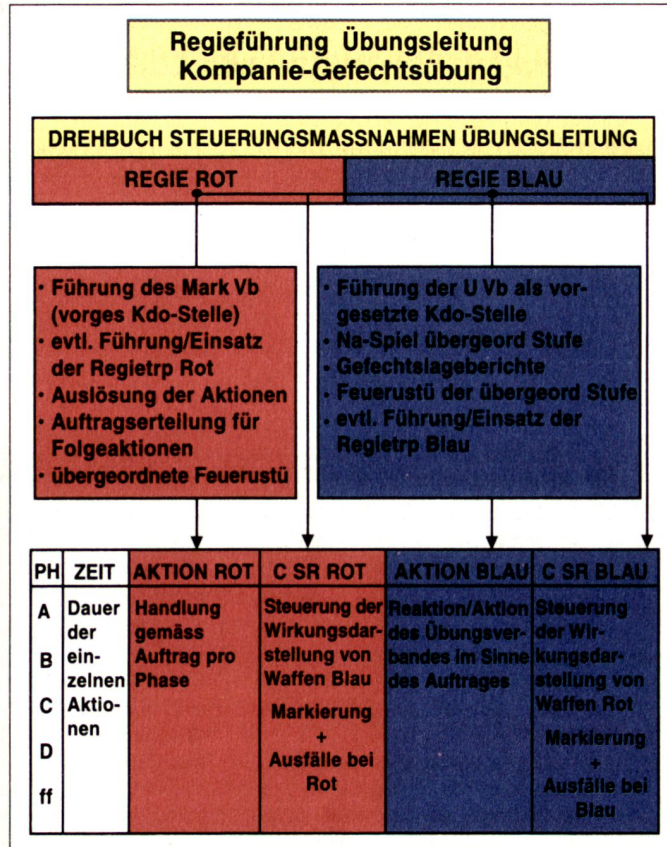 Regieführung Übungsleitung
Kompanie-Gefechtsübung
DREHBUCH STEUERUNGSMASSNAHMEN ÜBUNGSLEITUNG
REGIE ROT
REGIE BLAU
· Führung des Mark Vb
(vorges Kdo-Stelle)
· evtl. Führung/Einsatz
der Regietrp Rot
· Auslösung der Aktionen
· Auftragserteilung für
Folgeaktionen
· übergeordnete Feuerustü
· Führung der U Vb als vor-
gesetzte Kdo-Stelle
· Na-Spiel übergeord Stufe
· Gefechtslageberichte
· Feuerustü der übergeord Stufe
· evtl. Führung/Einsatz der
Regietrp Blau
PH
A
B
C
D
ff
ZEIT
Dauer
der
ein-
zelnen
Aktio-
nen
AKTION ROT
Handlung
gemäss
Auftrag pro
Phase
C SR ROT
Steuerung der
Wirkungsdar-
stellung von
Waffen Blau
Markierung
+
Ausfälle bei
Rot
AKTION BLAU
Reaktion/Aktion
des Übungsver-
bandes im Sinne
des Auftrages
C SR BLAU
Steuerung
der Wir-
kungsdar-
stellung von
Waffen Rot
Markierung
+
Ausfälle bei
Blau